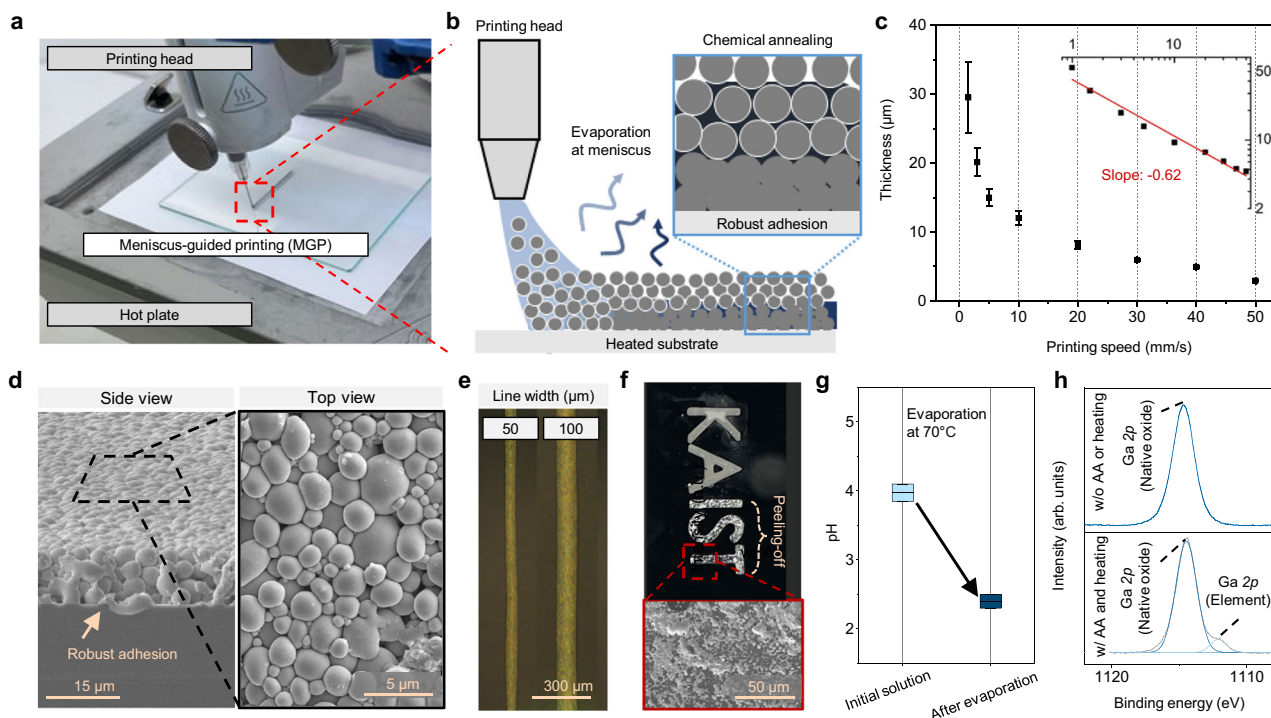 a
Printing head
Meniscus-guided printing (MGP)
Hot plate
b
Printing head
Evaporation
at meniscus
Chemical annealing
Robust adhesion
Heated substrate
c
Thickness (µm)
40
30
20
10
0
0
10
20
30
40
50
Printing speed (mm/s)
1
10
50
10
2
Slope: -0.62
d
Side view
Top view
Robust adhesion
15 µm
5 µm
e
Line width (µm)
50
100
300 µm
f
KAIST
Peeling-off
50 µm
g
pH
5
4
3
2
Evaporation
at 70°C
Initial solution
After evaporation
h
Intensity (arb. units)
w/o AA or heating
Ga 2p
(Native oxide)
w/ AA and heating
Ga 2p
(Native oxide)
Ga 2p
(Element)
1120
1110
Binding energy (eV)